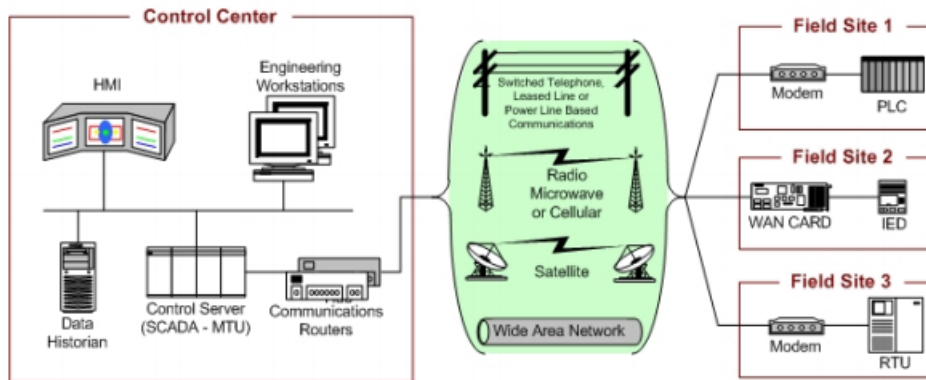 Control Center
HMI
Engineering
Workstations
Data
Historian
Control Server
(SCADA - MTU)
Communications
Routers
Switched Telephone,
Leased Line or
Power Line Based
Communications
Radio
Microwave
or Cellular
Satellite
Wide Area Network
Field Site 1
Modem
PLC
Field Site 2
WAN CARD
IED
Field Site 3
Modem
RTU